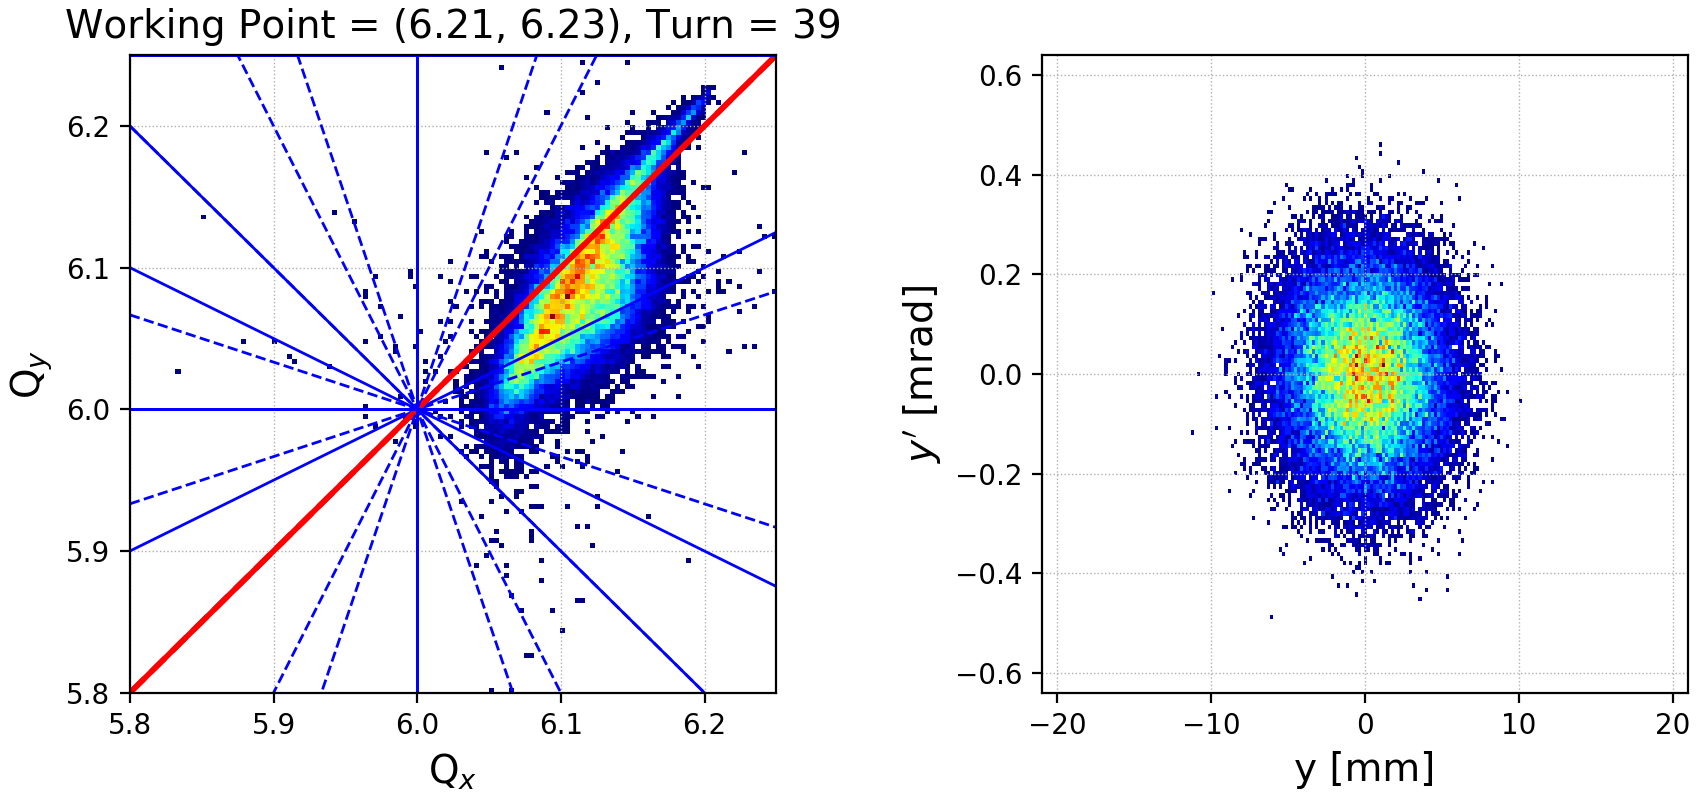 Working Point = (6.21, 6.23), Turn = 39
6.2
6.1
6.0
5.9
5.8
Q_y
5.8 5.9 6.0 6.1 6.2
Q_x
0.6
0.4
0.2
0.0
−0.2
−0.4
−0.6
y′ [mrad]
−20 −10 0 10 20
y [mm]